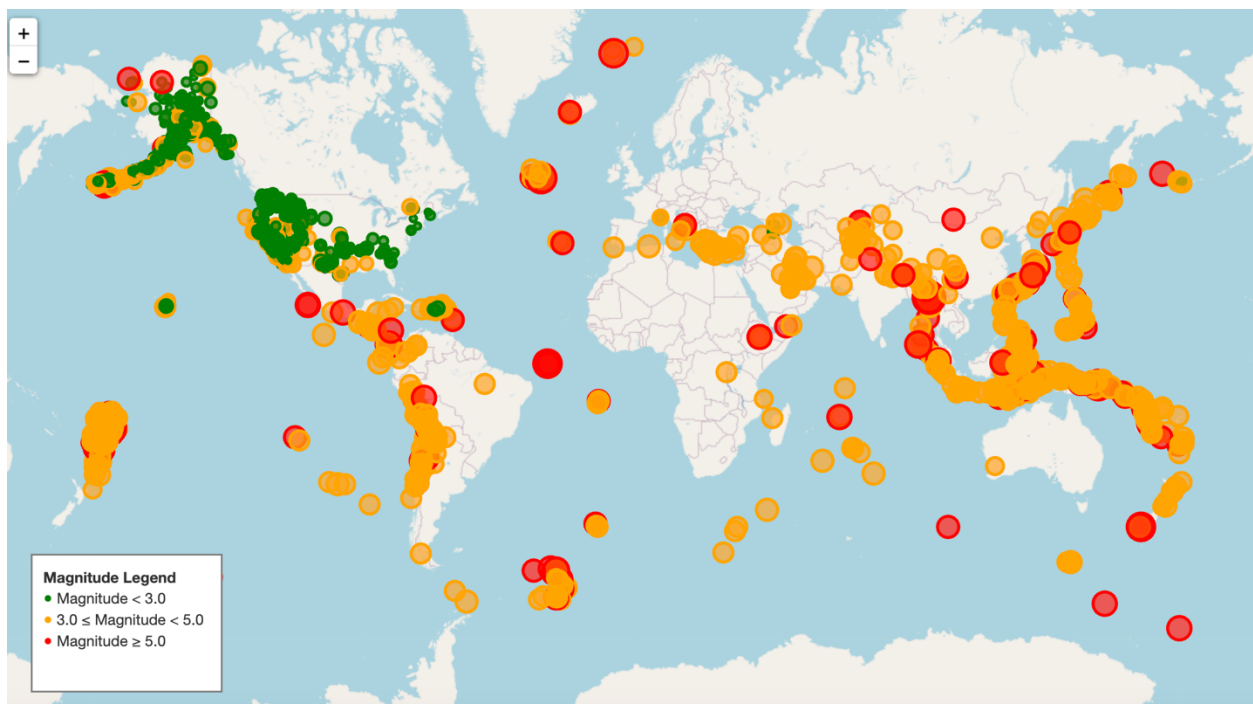 +
−
Magnitude Legend
Magnitude < 3.0
3.0 ≤ Magnitude < 5.0
Magnitude ≥ 5.0